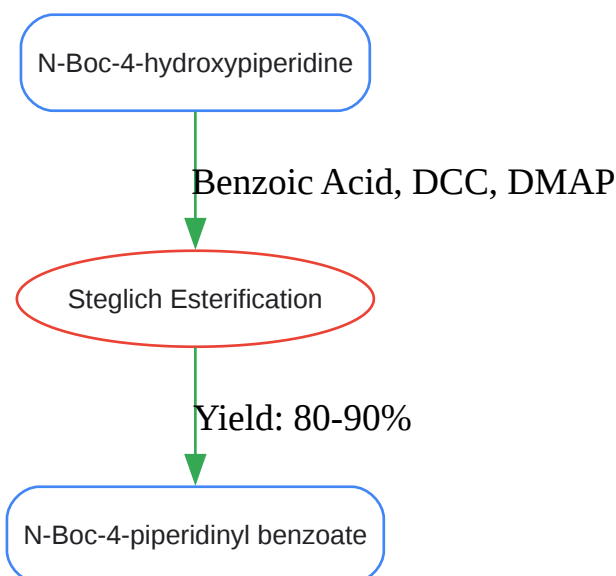 N-Boc-4-hydroxypiperidine
Benzoic Acid, DCC, DMAP
Steglich Esterification
Yield: 80-90%
N-Boc-4-piperidinyl benzoate